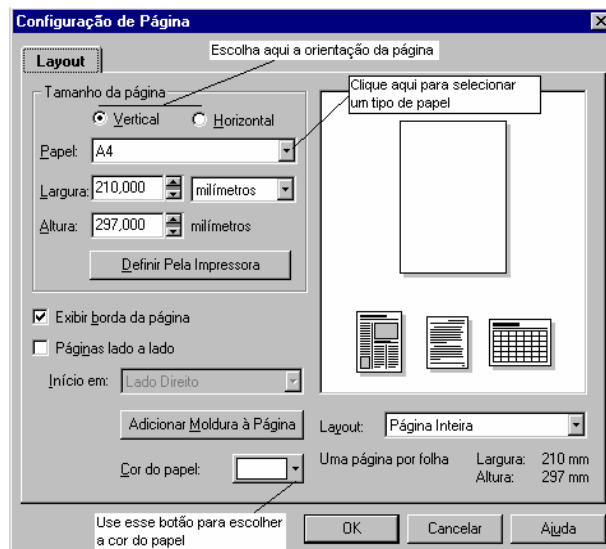 Configuração de Página
Escolha aqui a orientação da página
Layout
Tamanho da página
Clique aqui para selecionar
um tipo de papel
Vertical Horizontal
Papel: A4
Largura: 210,000 milímetros
Altura: 297,000 milímetros
Definir Pela Impressora
Exibir borda da página
Páginas lado a lado
Início em: Lado Direito
Adicionar Moldura à Página
Layout: Página Inteira
Cor do papel:
Uma página por folha Largura: 210 mm
Altura: 297 mm
Use esse botão para escolher
a cor do papel
OK Cancelar Ajuda